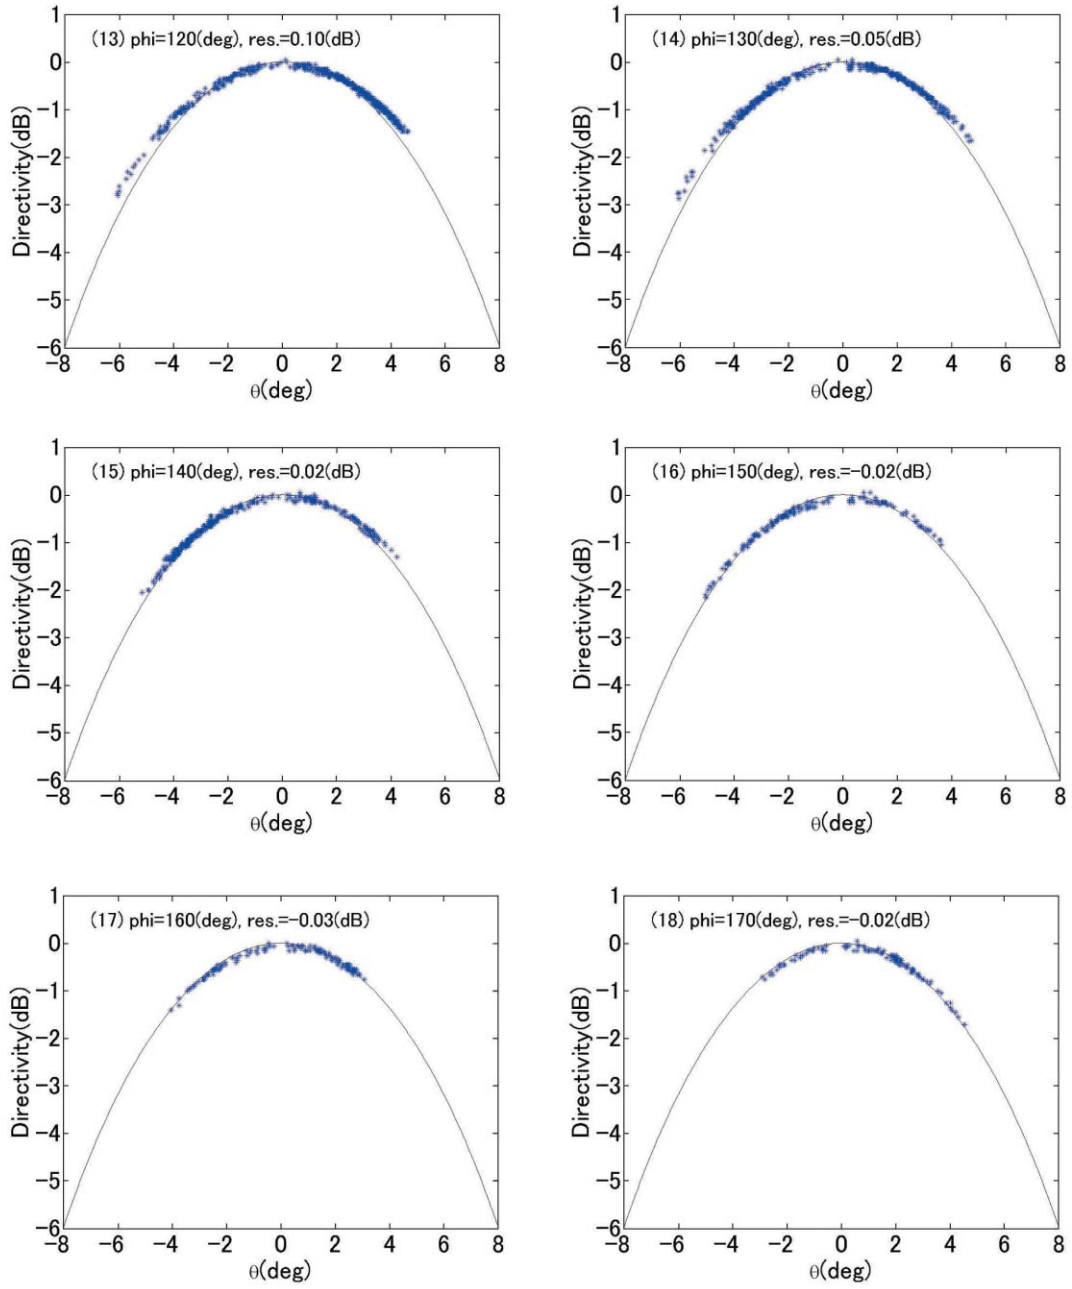 (13) phi=120(deg), res.=0.10(dB)
1
0
−1
−2
−3
−4
−5
−6
Directivity(dB)
−8 −6 −4 −2 0 2 4 6 8
θ(deg)
(14) phi=130(deg), res.=0.05(dB)
1
0
−1
−2
−3
−4
−5
−6
Directivity(dB)
−8 −6 −4 −2 0 2 4 6 8
θ(deg)
(15) phi=140(deg), res.=0.02(dB)
1
0
−1
−2
−3
−4
−5
−6
Directivity(dB)
−8 −6 −4 −2 0 2 4 6 8
θ(deg)
(16) phi=150(deg), res.=−0.02(dB)
1
0
−1
−2
−3
−4
−5
−6
Directivity(dB)
−8 −6 −4 −2 0 2 4 6 8
θ(deg)
(17) phi=160(deg), res.=−0.03(dB)
1
0
−1
−2
−3
−4
−5
−6
Directivity(dB)
−8 −6 −4 −2 0 2 4 6 8
θ(deg)
(18) phi=170(deg), res.=−0.02(dB)
1
0
−1
−2
−3
−4
−5
−6
Directivity(dB)
−8 −6 −4 −2 0 2 4 6 8
θ(deg)